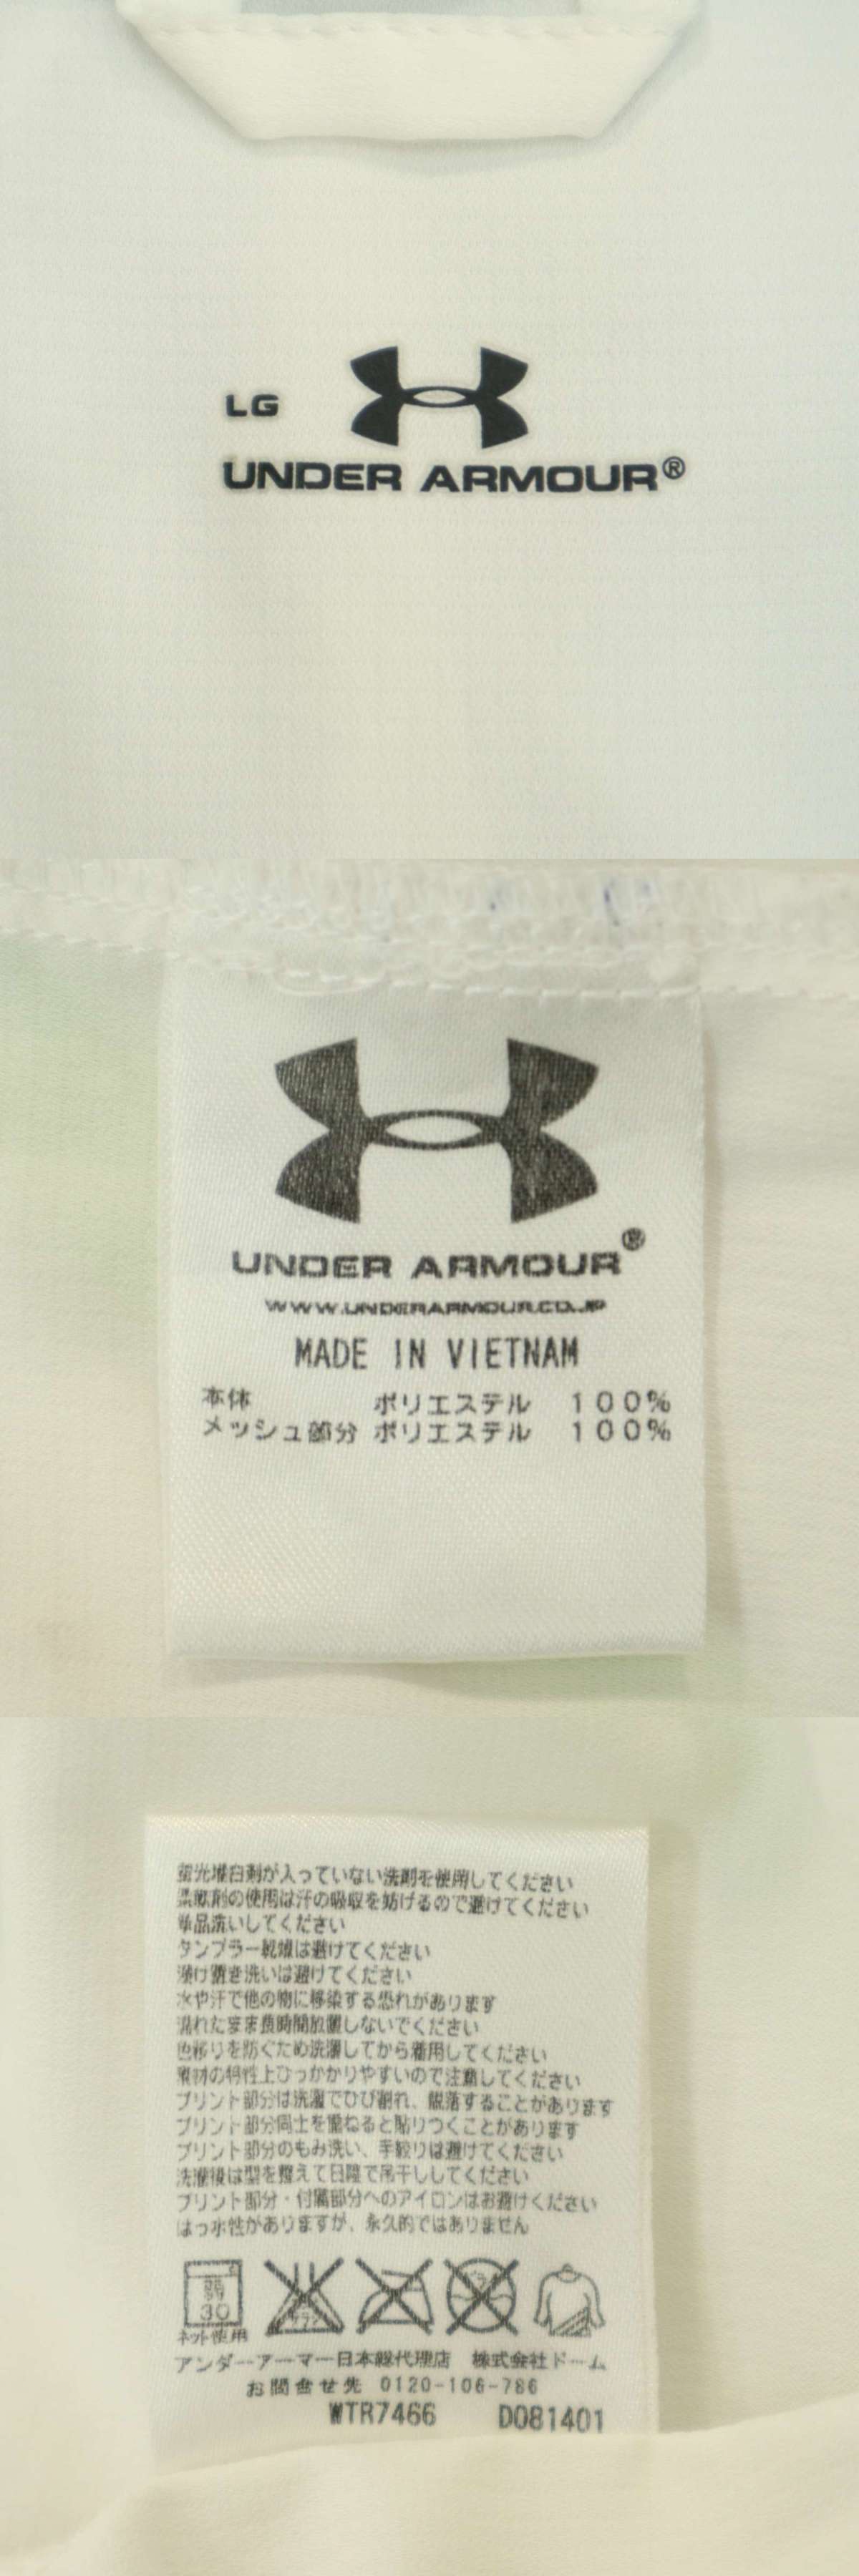 LG
UNDER ARMOUR®
UNDER ARMOUR®
WWW.UNDERARMOUR.CO.JP
MADE IN VIETNAM
本体 ポリエステル 100%
メッシュ部分 ポリエステル 100%
蛍光増白剤が入っていない洗剤を使用してください
柔軟剤の使用は汗の吸収を妨げるので避けてください
単品洗いしてください
タンブラー乾燥は避けてください
漬け置き洗いは避けてください
水や汗で他の物に移染する恐れがあります
濡れたまま長時間放置しないでください
色移りを防ぐため洗濯してから着用してください
素材の特性上ひっかかりやすいので注意してください
プリント部分は洗濯でひび割れ、脱落することがあります
プリント部分同士を重ねると貼りつくことがあります
プリント部分のもみ洗い、手絞りは避けてください
洗濯後は型を整えて日陰で吊干ししてください
プリント部分・付属部分へのアイロンはお避けください
はっ水性がありますが、永久的ではありません
弱
30
ネット使用
アンダーアーマー日本総代理店 株式会社ドーム
お問合せ先 0120-106-786
WTR7466 D081401